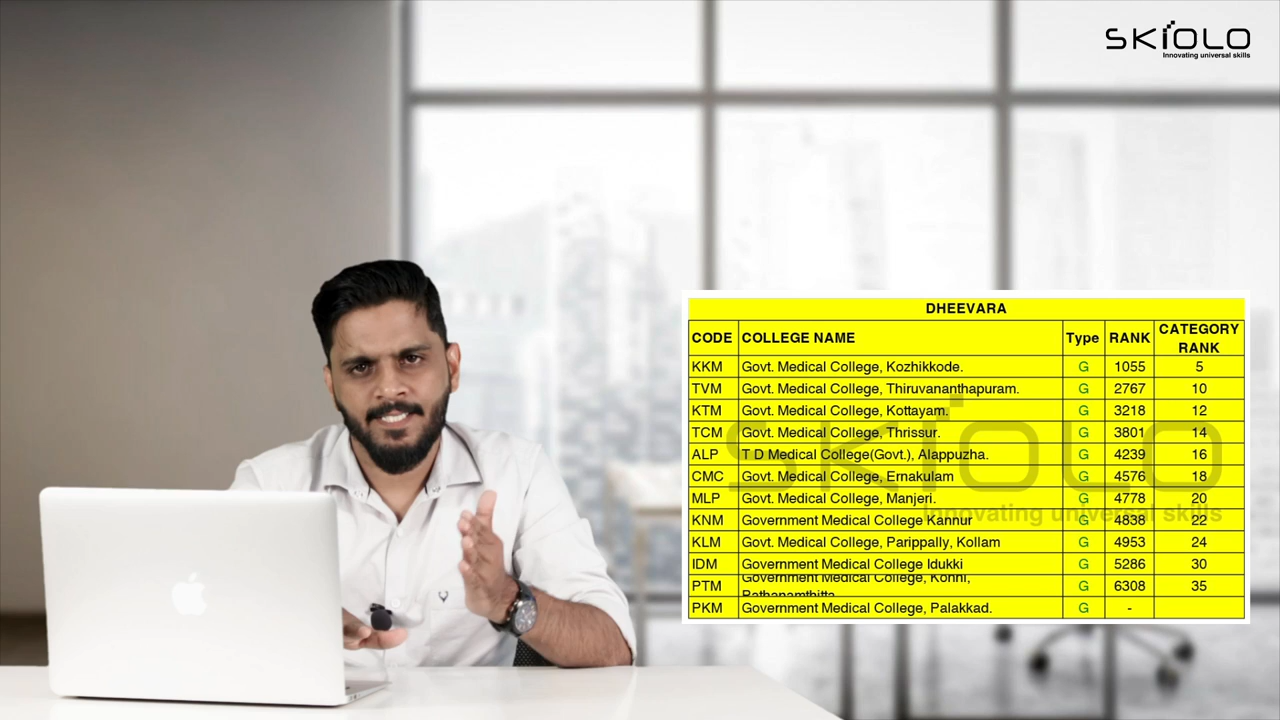 SKIOLO
Innovating universal skills
DHEEVARA
CODE COLLEGE NAME Type RANK CATEGORY RANK
KKM Govt. Medical College, Kozhikkode. G 1055 5
TVM Govt. Medical College, Thiruvananthapuram. G 2767 10
KTM Govt. Medical College, Kottayam. G 3218 12
TCM Govt. Medical College, Thrissur. G 3801 14
ALP T D Medical College(Govt.), Alappuzha. G 4239 16
CMC Govt. Medical College, Ernakulam G 4576 18
MLP Govt. Medical College, Manjeri. G 4778 20
KNM Government Medical College Kannur G 4838 22
KLM Govt. Medical College, Parippally, Kollam G 4953 24
IDM Government Medical College Idukki G 5286 30
PTM Government Medical College, Konni, Pathanamthitta G 6308 35
PKM Government Medical College, Palakkad. G -
SKIOLO
Innovating universal skills